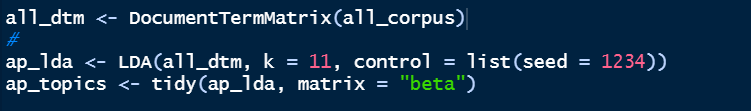 all_dtm <- DocumentTermMatrix(all_corpus)
#
ap_lda <- LDA(all_dtm, k = 11, control = list(seed = 1234))
ap_topics <- tidy(ap_lda, matrix = "beta")